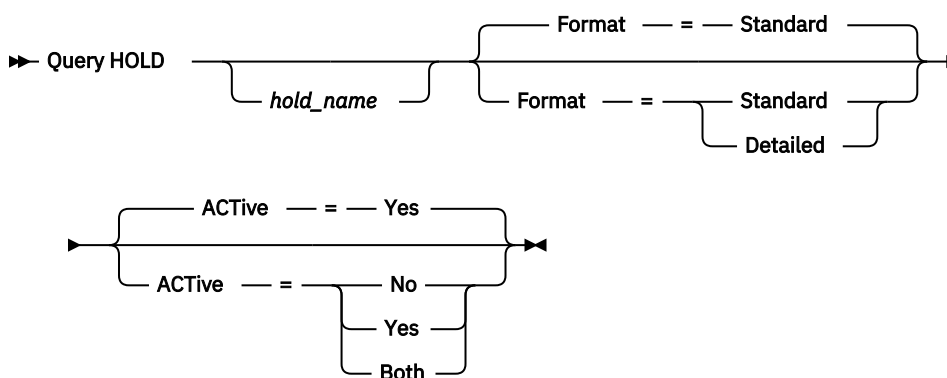 Format = Standard
Query HOLD
hold_name
Format = Standard
Detailed
ACTive = Yes
ACTive = No
Yes
Both